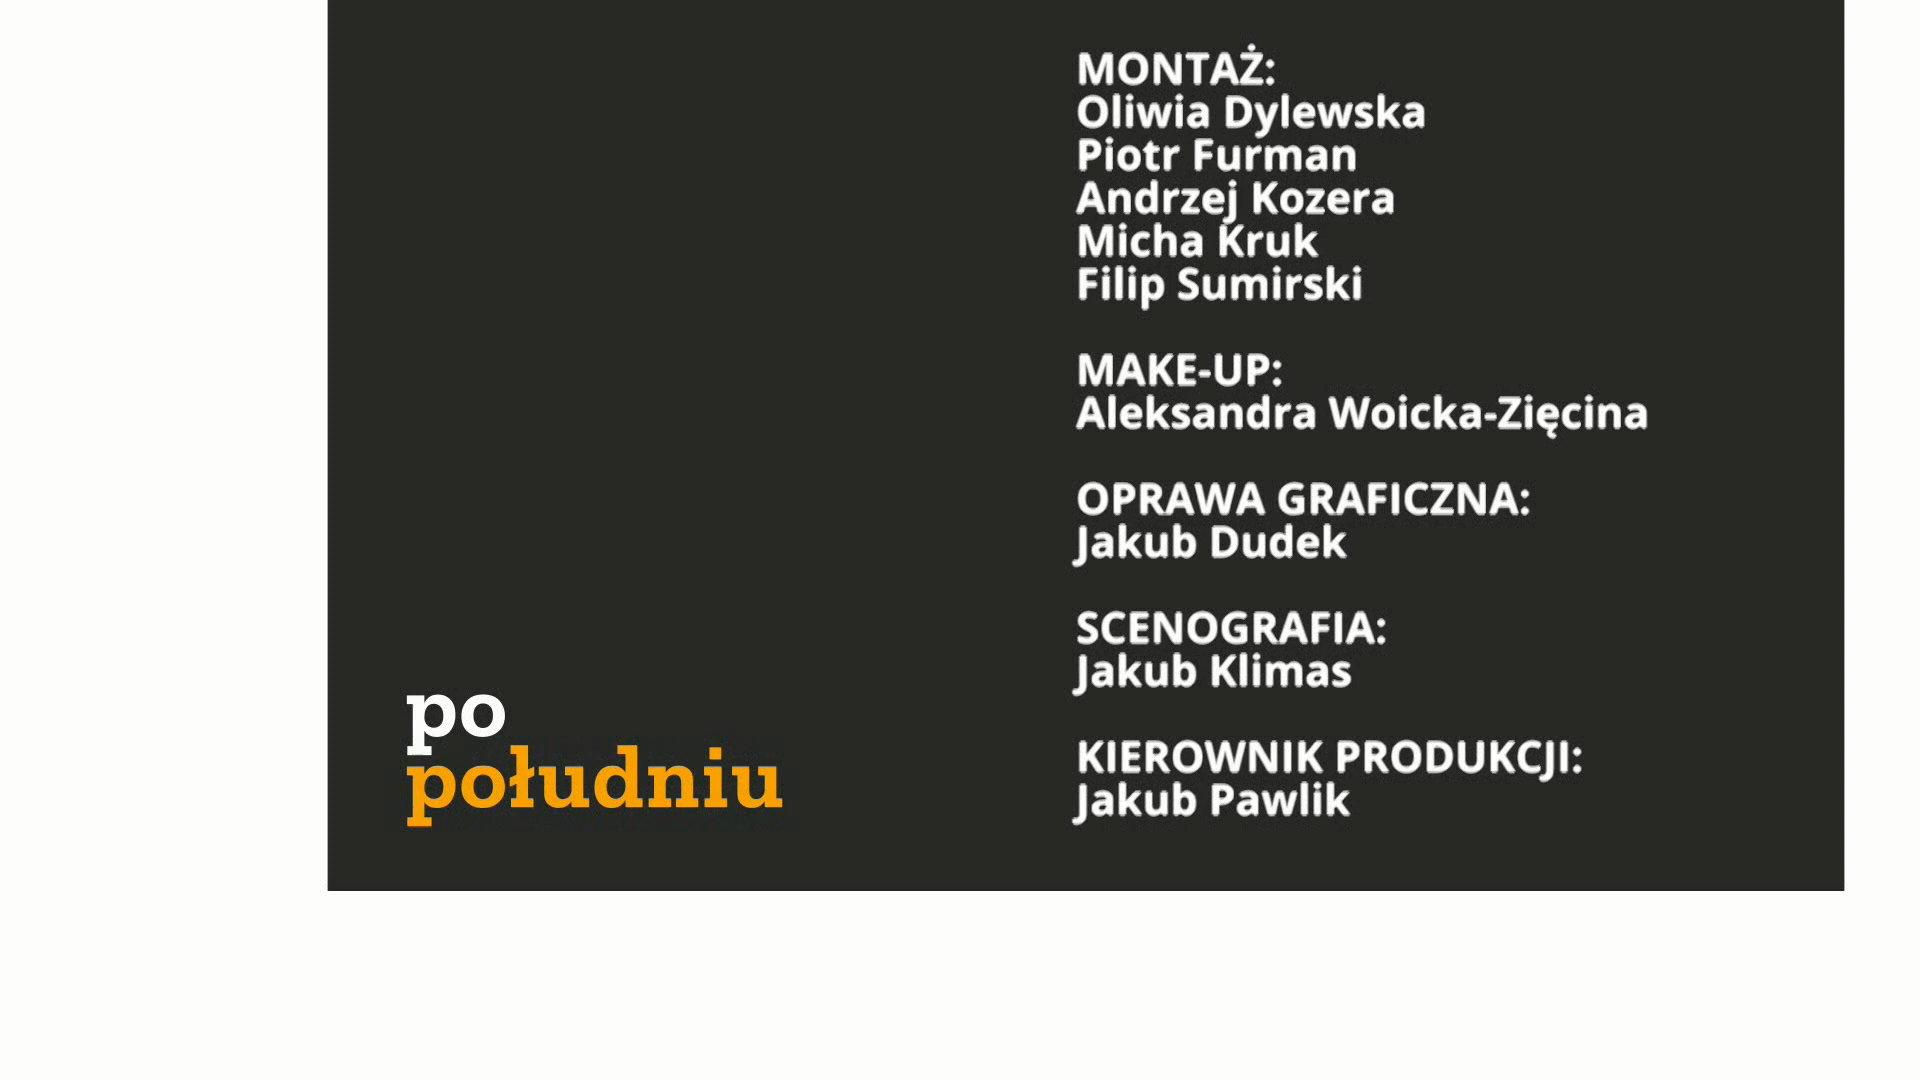 MONTAŻ:
Oliwia Dylewska
Piotr Furman
Andrzej Kozera
Micha Kruk
Filip Sumirski
MAKE-UP:
Aleksandra Woicka-Zięcina
OPRAWA GRAFICZNA:
Jakub Dudek
SCENOGRAFIA:
Jakub Klimas
KIEROWNIK PRODUKCJI:
Jakub Pawlik
po
południu